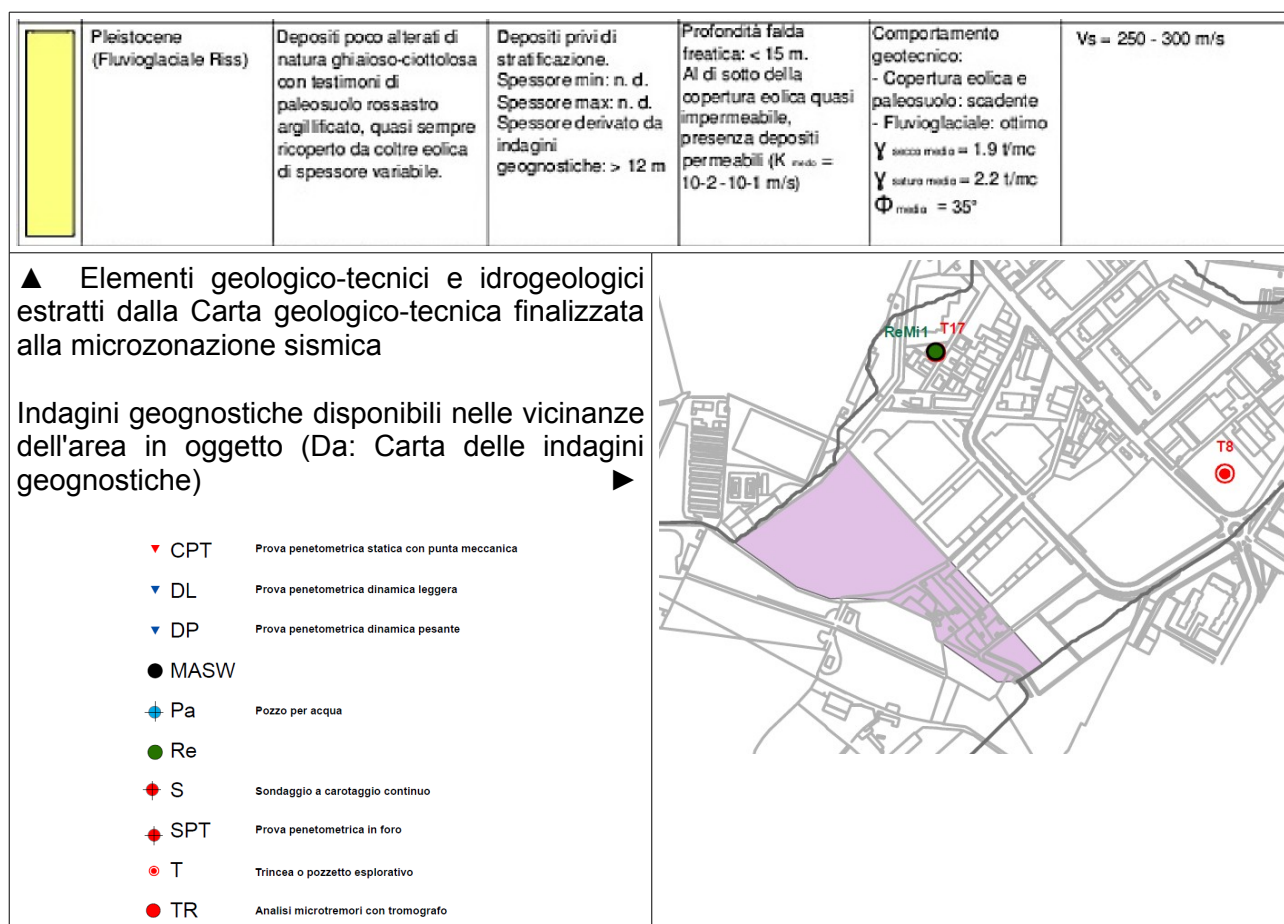 Pleistocene
(Fluvioglaciale Riss)
Depositi poco alterati di
natura ghiaioso-ciottolosa
con testimoni di
paleosuolo rossastro
argillificato, quasi sempre
ricoperto da coltre eolica
di spessore variabile.
Depositi privi di
stratificazione.
Spessore min: n. d.
Spessore max: n. d.
Spessore derivato da
indagini
geognostiche: > 12 m
Profondità falda
freatica: < 15 m.
Al di sotto della
copertura eolica quasi
impermeabile,
presenza depositi
permeabili (K medio =
10-2 -10-1 m/s)
Comportamento
geotecnico:
- Copertura eolica e
paleosuolo: scadente
- Fluvioglaciale: ottimo
γ secco medio = 1.9 t/mc
γ saturo medio = 2.2 t/mc
Φ media = 35°
Vs = 250 - 300 m/s
▲ Elementi geologico-tecnici e idrogeologici
estratti dalla Carta geologico-tecnica finalizzata
alla microzonazione sismica
Indagini geognostiche disponibili nelle vicinanze
dell'area in oggetto (Da: Carta delle indagini
geognostiche) ►
CPT Prova penetometrica statica con punta meccanica
DL Prova penetometrica dinamica leggera
DP Prova penetometrica dinamica pesante
MASW
Pa Pozzo per acqua
Re
S Sondaggio a carotaggio continuo
SPT Prova penetometrica in foro
T Trincea o pozzetto esplorativo
TR Analisi microtremori con tromografo
ReMi1 T17
T8